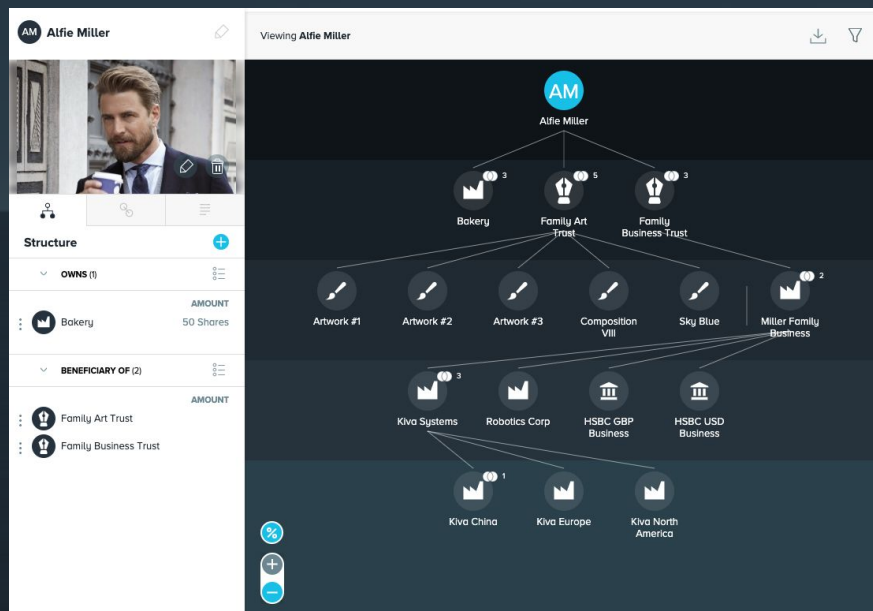 AM Alfie Miller
Viewing Alfie Miller
Structure
OWNS (1)
AMOUNT
Bakery 50 Shares
BENEFICIARY OF (2)
AMOUNT
Family Art Trust
Family Business Trust
AM
Alfie Miller
3 5 3
Bakery
Family Art
Trust
Family
Business Trust
2
Artwork #1
Artwork #2
Artwork #3
Composition
VIII
Sky Blue
Miller Family
Business
3
Kiva Systems
Robotics Corp
HSBC GBP
Business
HSBC USD
Business
1
Kiva China
Kiva Europe
Kiva North
America
%
+
−